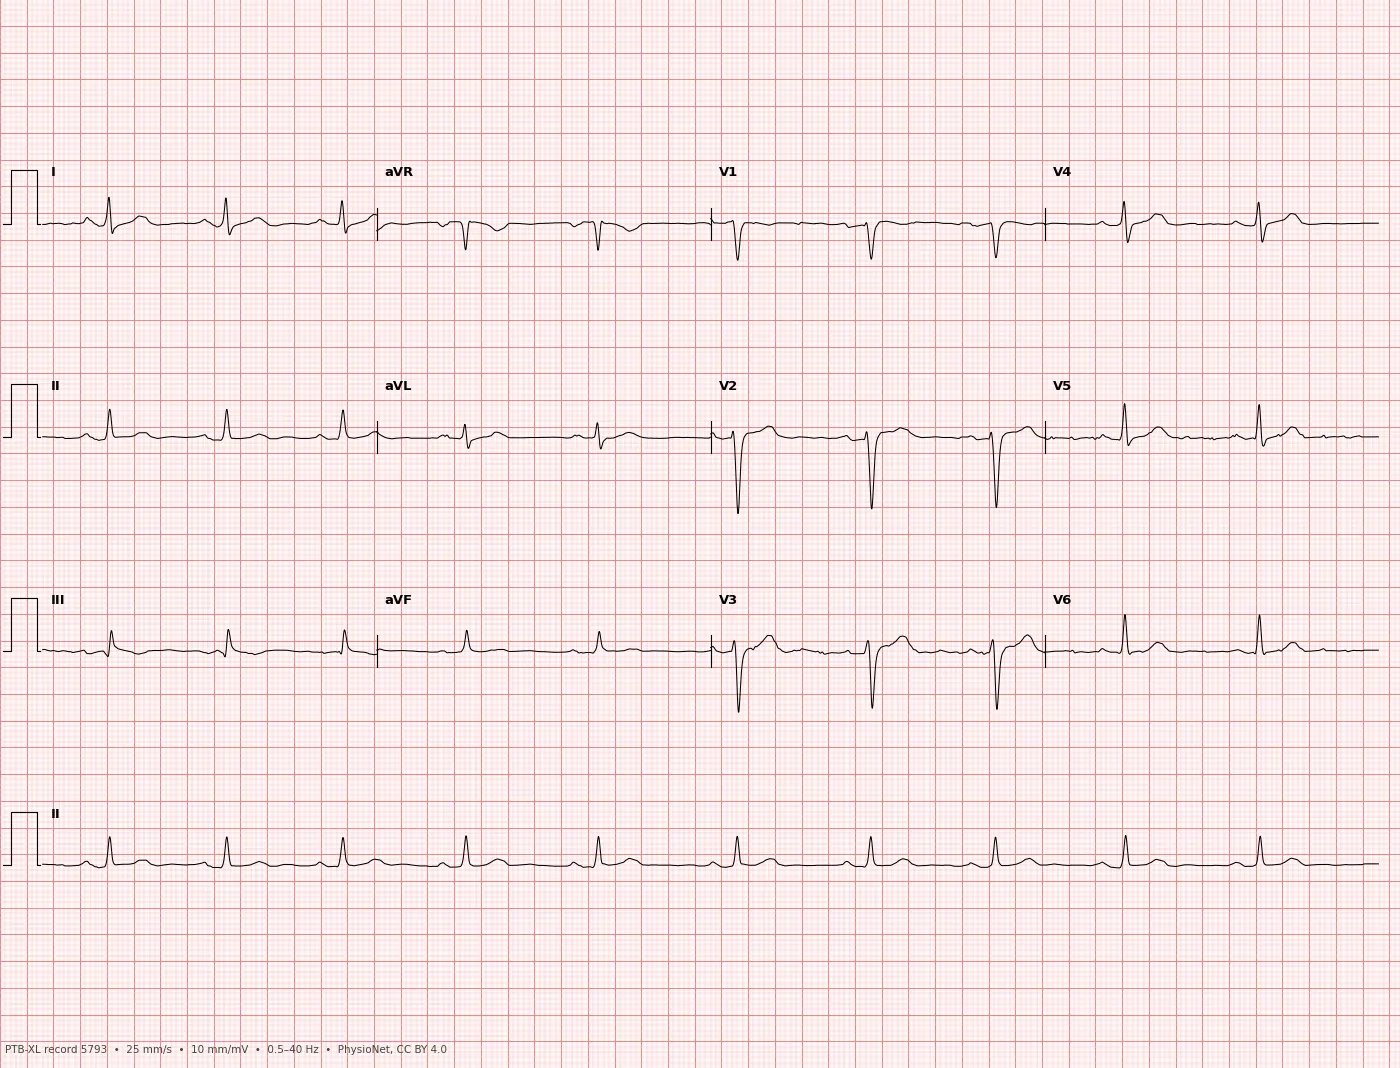 I aVR V1 V4
II aVL V2 V5
III aVF V3 V6
II
PTB-XL record 5793 • 25 mm/s • 10 mm/mV • 0.5–40 Hz • PhysioNet, CC BY 4.0